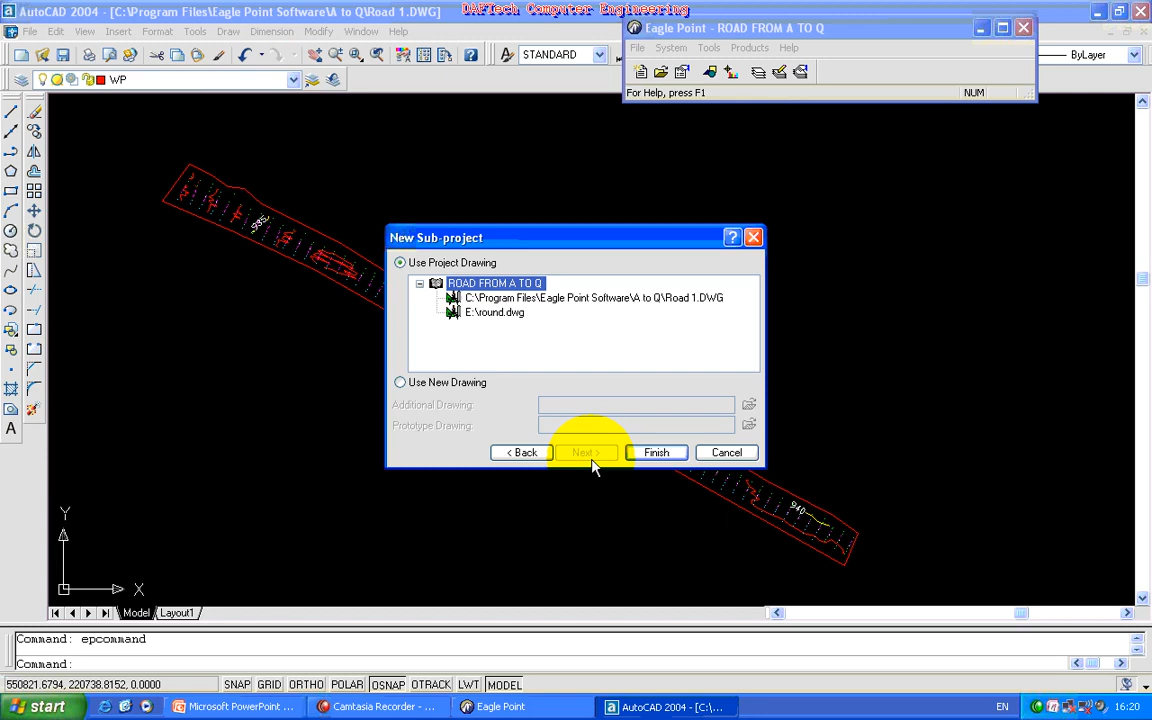 DAFTech Computer Engineering
AutoCAD 2004 - [C:\Program Files\Eagle Point Software\A to Q\Road 1.DWG]
File Edit View Insert Format Tools Draw Dimension Modify Window Help
STANDARD
ByLayer
WP
Eagle Point - ROAD FROM A TO Q
File System Tools Products Help
For Help, press F1
NUM
985
New Sub-project
Use Project Drawing
ROAD FROM A TO Q
C:\Program Files\Eagle Point Software\A to Q\Road 1.DWG
E:\round.dwg
Use New Drawing
Additional Drawing:
Prototype Drawing:
< Back Next > Finish Cancel
940
Y
X
Model Layout1
Command: epcommand
Command:
550821.6794, 220738.8152, 0.0000
SNAP GRID ORTHO POLAR OSNAP OTRACK LWT MODEL
start
Microsoft PowerPoint ...
Camtasia Recorder - ...
Eagle Point
AutoCAD 2004 - [C:\...
EN
16:20